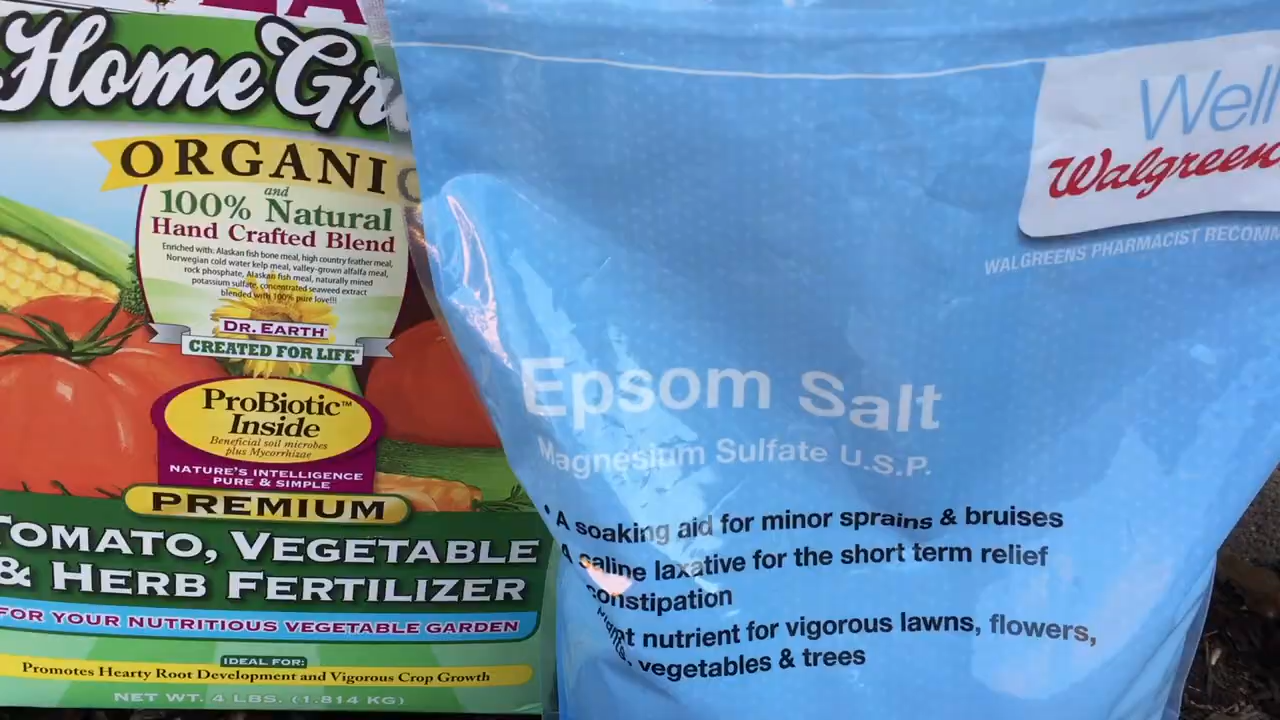 Home Gr
ORGANIC
and
100% Natural
Hand Crafted Blend
Enriched with: Alaskan fish bone meal, high country feather meal,
Norwegian cold water kelp meal, valley-grown alfalfa meal,
rock phosphate, Alaskan fish meal, naturally mined
potassium sulfate, concentrated seaweed extract
blended with 100% pure love!!!
DR. EARTH
CREATED FOR LIFE
ProBiotic™
Inside
Beneficial soil microbes
plus Mycorrhizae
NATURE'S INTELLIGENCE
PURE & SIMPLE
PREMIUM
TOMATO, VEGETABLE
& HERB FERTILIZER
FOR YOUR NUTRITIOUS VEGETABLE GARDEN
IDEAL FOR:
Promotes Hearty Root Development and Vigorous Crop Growth
NET WT. 4 LBS. (1.814 KG)
Well
Walgreen
WALGREENS PHARMACIST RECOMM
Epsom Salt
Magnesium Sulfate U.S.P.
• A soaking aid for minor sprains & bruises
A saline laxative for the short term relief
constipation
nutrient for vigorous lawns, flowers,
vegetables & trees